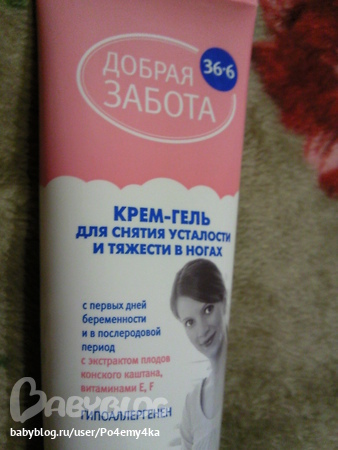 ДОБРАЯ
ЗАБОТА
36•6
КРЕМ-ГЕЛЬ
ДЛЯ СНЯТИЯ УСТАЛОСТИ
И ТЯЖЕСТИ В НОГАХ
с первых дней
беременности
и в послеродовой
период
с экстрактом плодов
конского каштана,
витаминами Е, F
BABYBLOG
ГИПОАЛЛЕРГЕНЕН
babyblog.ru/user/Po4emy4ka